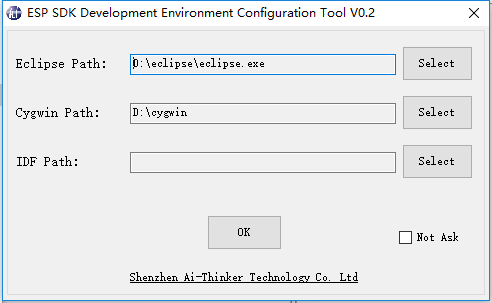 ESP SDK Development Environment Configuration Tool V0.2
Eclipse Path: D:\eclipse\eclipse.exe Select
Cygwin Path: D:\cygwin Select
IDF Path: Select
OK
Not Ask
Shenzhen Ai-Thinker Technology Co. Ltd